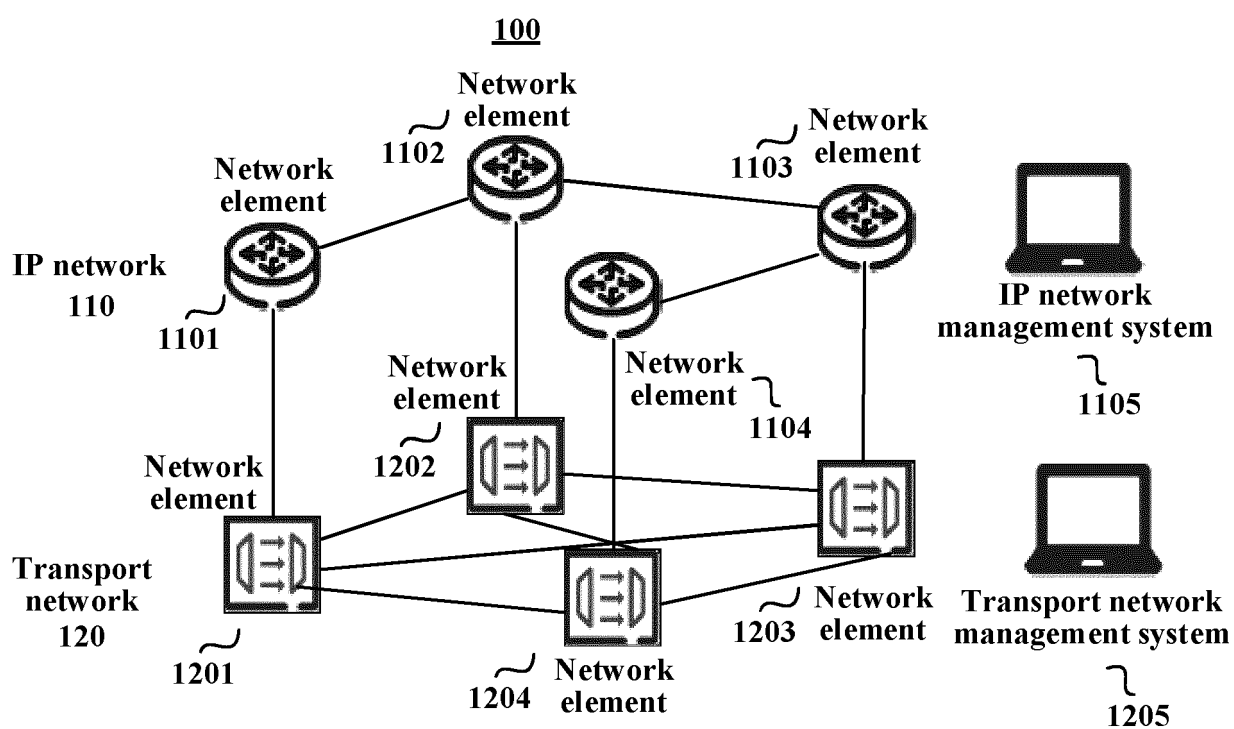 100
Network
element
1102
Network
element
1103
Network
element
IP network
110
1101
IP network
management system
1105
Network
element
1202
Network
element
1104
Network
element
Transport
network
120
1201
1204
Network
element
1203
Network
element
Transport network
management system
1205